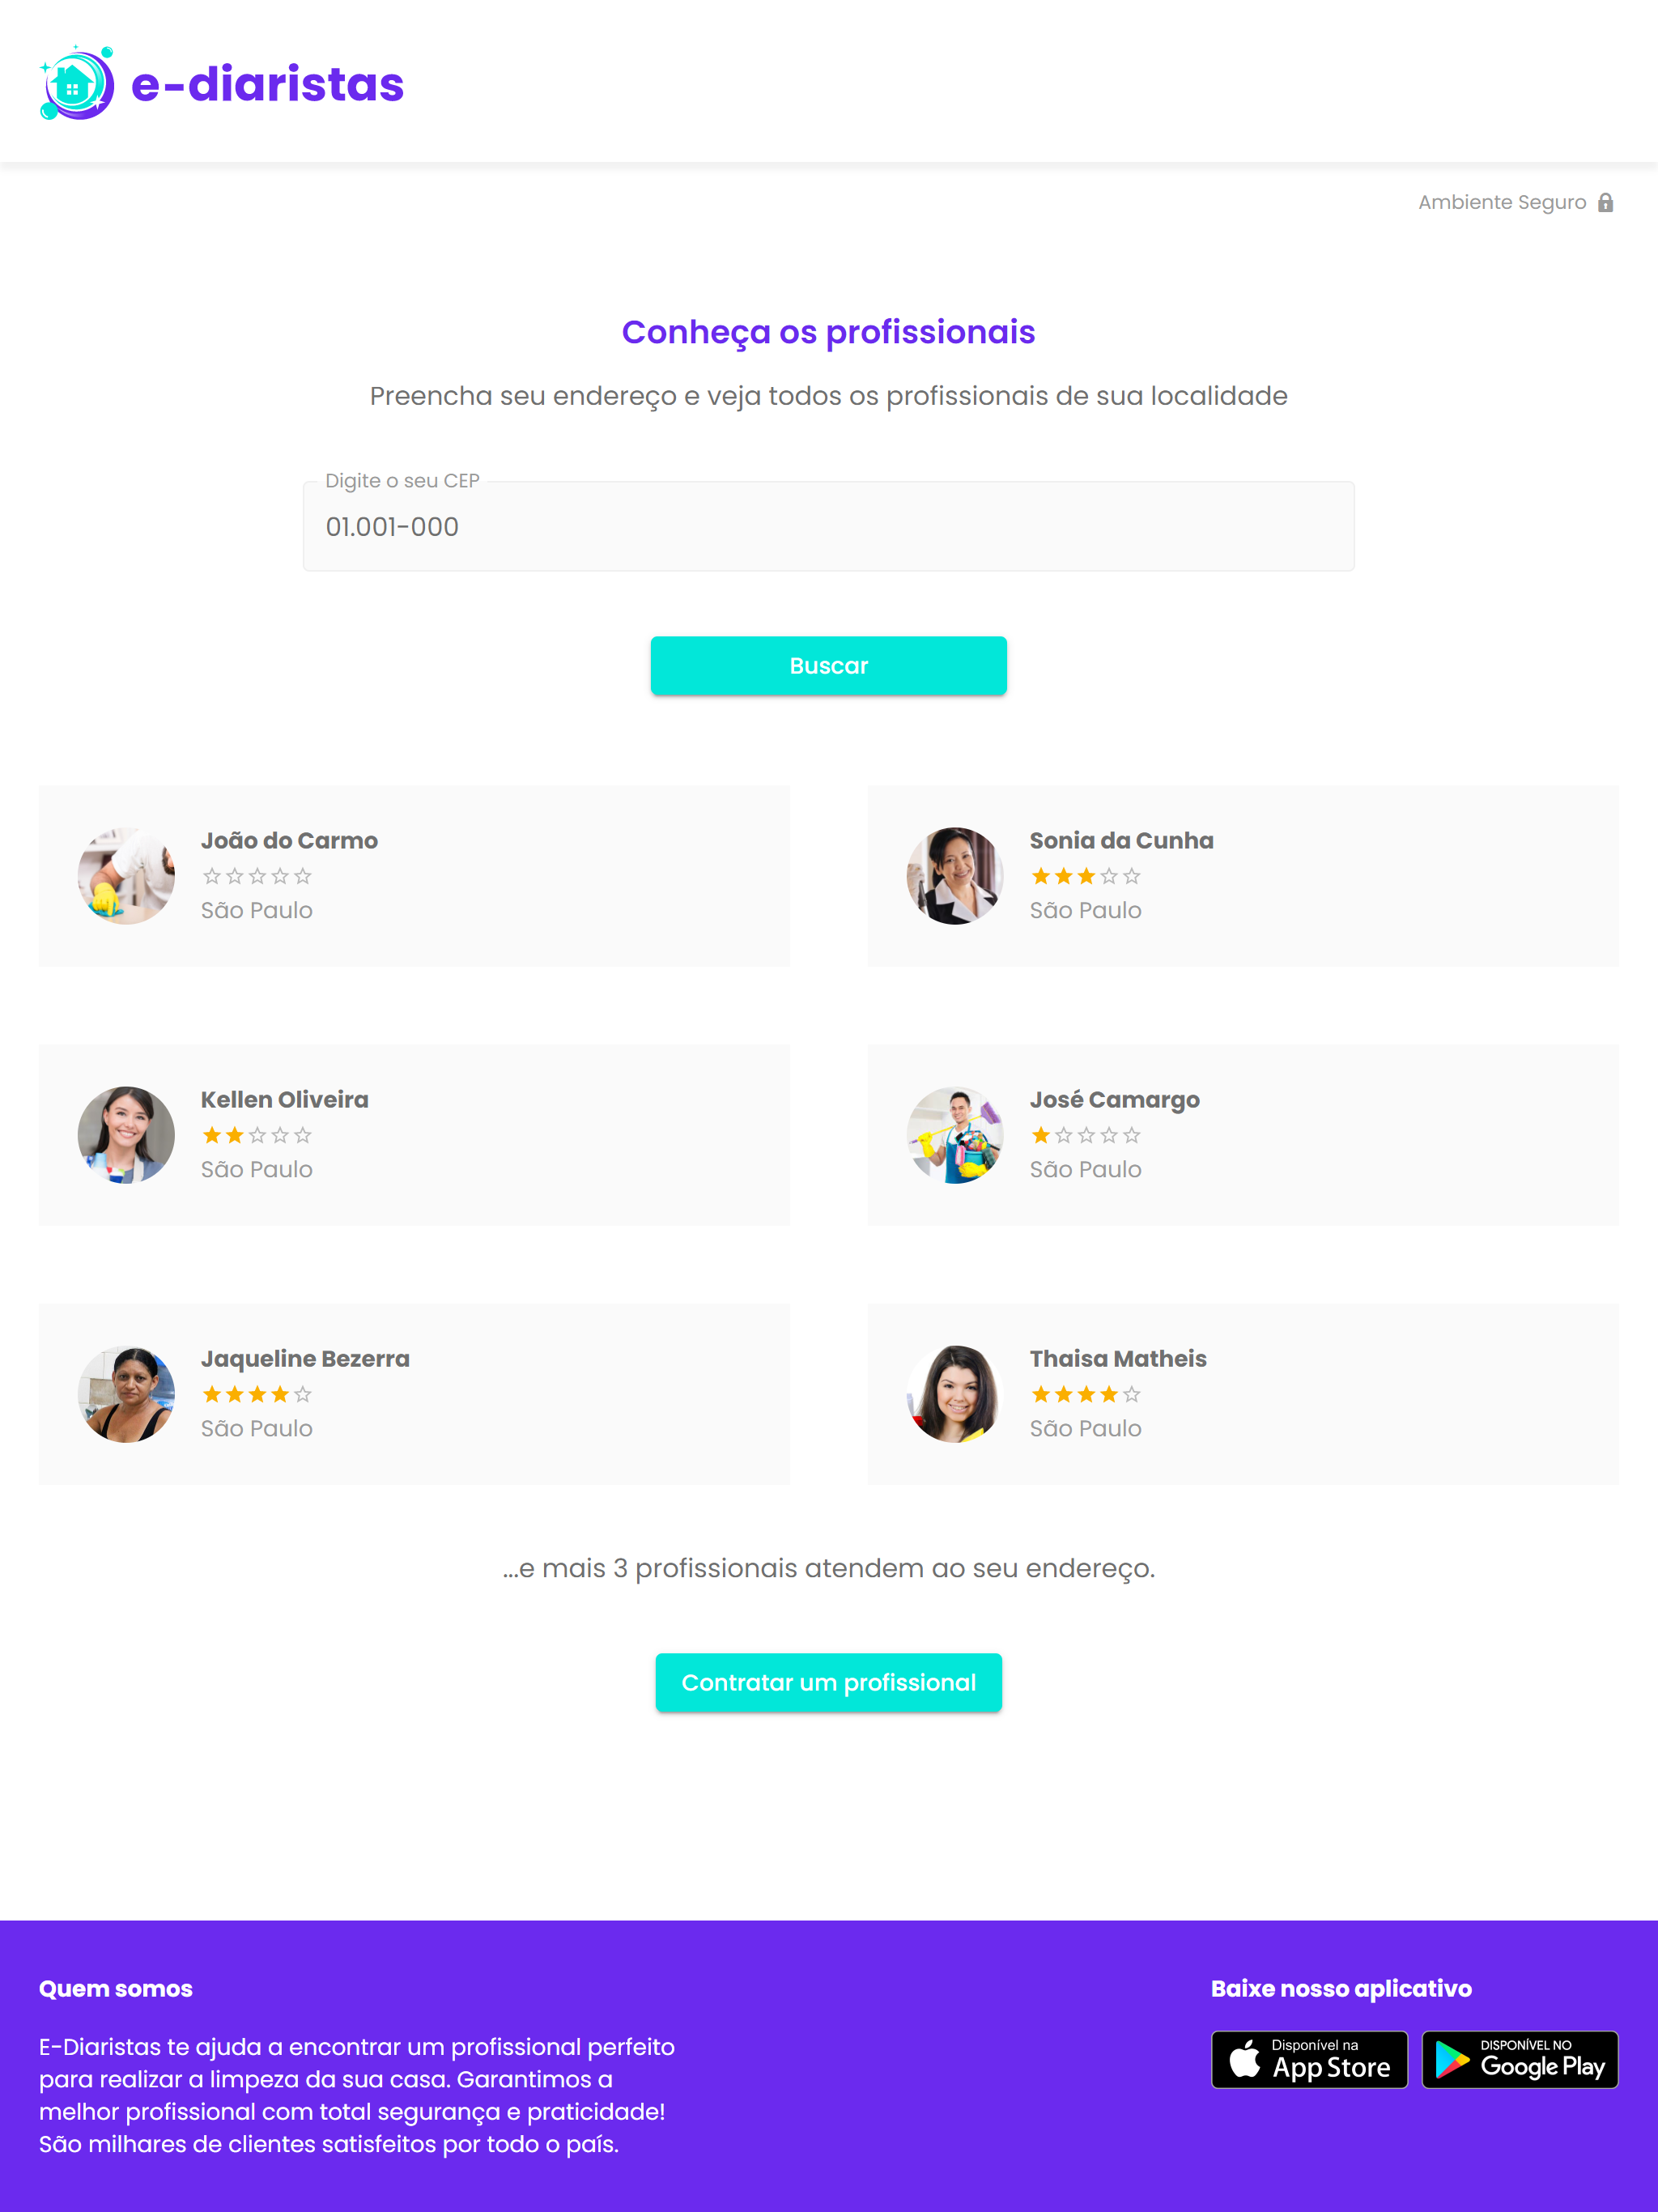 e-diaristas
Ambiente Seguro
Conheça os profissionais
Preencha seu endereço e veja todos os profissionais de sua localidade
Digite o seu CEP
01.001-000
Buscar
João do Carmo
São Paulo
Sonia da Cunha
São Paulo
Kellen Oliveira
São Paulo
José Camargo
São Paulo
Jaqueline Bezerra
São Paulo
Thaisa Matheis
São Paulo
...e mais 3 profissionais atendem ao seu endereço.
Contratar um profissional
Quem somos
E-Diaristas te ajuda a encontrar um profissional perfeito
para realizar a limpeza da sua casa. Garantimos a
melhor profissional com total segurança e praticidade!
São milhares de clientes satisfeitos por todo o país.
Baixe nosso aplicativo
Disponível na
App Store
DISPONÍVEL NO
Google Play